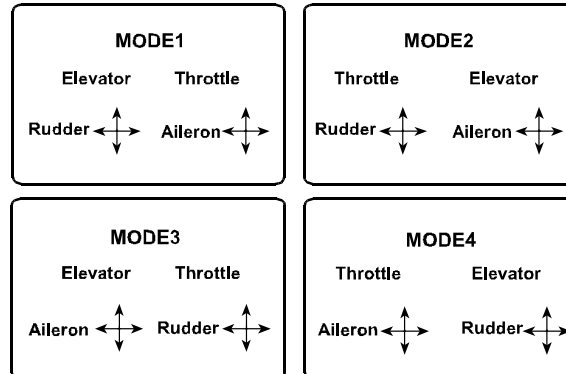 MODE1
Elevator Throttle
Rudder Aileron
MODE2
Throttle Elevator
Rudder Aileron
MODE3
Elevator Throttle
Aileron Rudder
MODE4
Throttle Elevator
Aileron Rudder